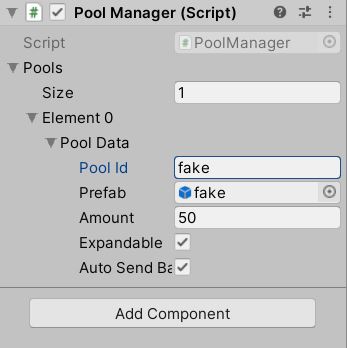 Pool Manager (Script)
Script PoolManager
Pools
Size 1
Element 0
Pool Data
Pool Id fake
Prefab fake
Amount 50
Expandable
Auto Send Ba
Add Component